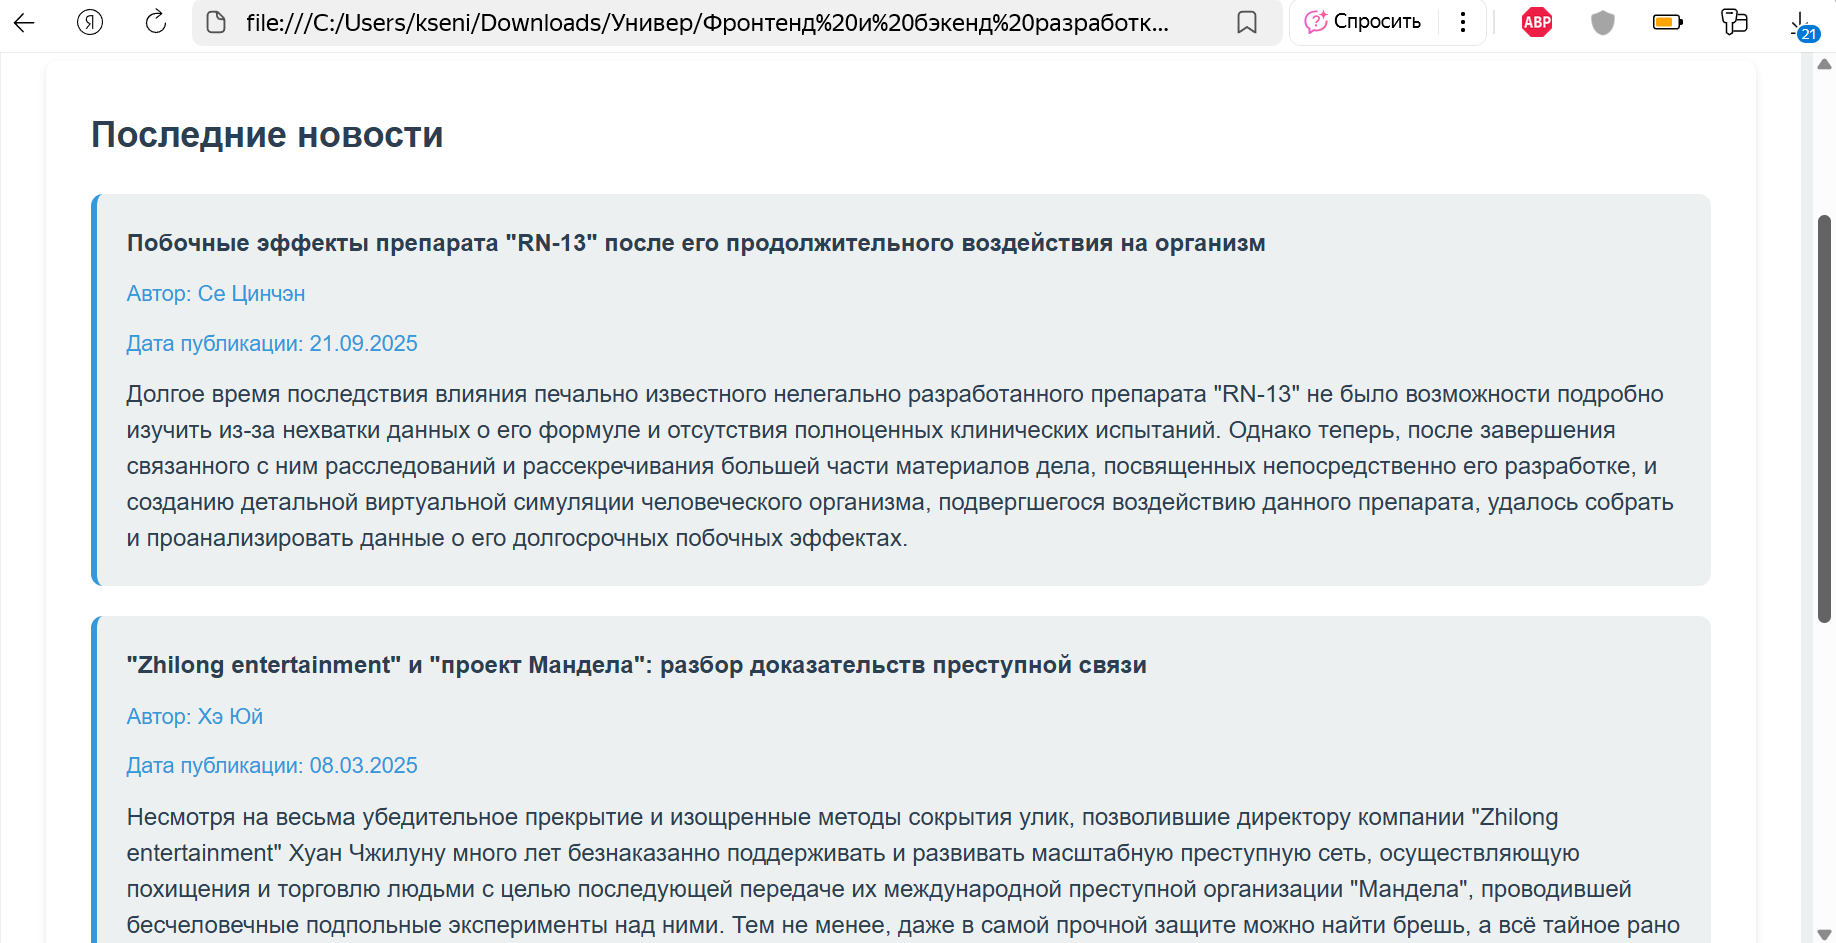 Я
file:///C:/Users/kseni/Downloads/Универ/Фронтенд%20и%20бэкенд%20разработк...
Спросить
ABP
21
Последние новости
Побочные эффекты препарата "RN-13" после его продолжительного воздействия на организм
Автор: Се Цинчэн
Дата публикации: 21.09.2025
Долгое время последствия влияния печально известного нелегально разработанного препарата "RN-13" не было возможности подробно
изучить из-за нехватки данных о его формуле и отсутствия полноценных клинических испытаний. Однако теперь, после завершения
связанного с ним расследований и рассекречивания большей части материалов дела, посвященных непосредственно его разработке, и
созданию детальной виртуальной симуляции человеческого организма, подвергшегося воздействию данного препарата, удалось собрать
и проанализировать данные о его долгосрочных побочных эффектах.
"Zhilong entertainment" и "проект Мандела": разбор доказательств преступной связи
Автор: Хэ Юй
Дата публикации: 08.03.2025
Несмотря на весьма убедительное прекрытие и изощренные методы сокрытия улик, позволившие директору компании "Zhilong
entertainment" Хуан Чжилуну много лет безнаказанно поддерживать и развивать масштабную преступную сеть, осуществляющую
похищения и торговлю людьми с целью последующей передаче их международной преступной организации "Мандела", проводившей
бесчеловечные подпольные эксперименты над ними. Тем не менее, даже в самой прочной защите можно найти брешь, а всё тайное рано